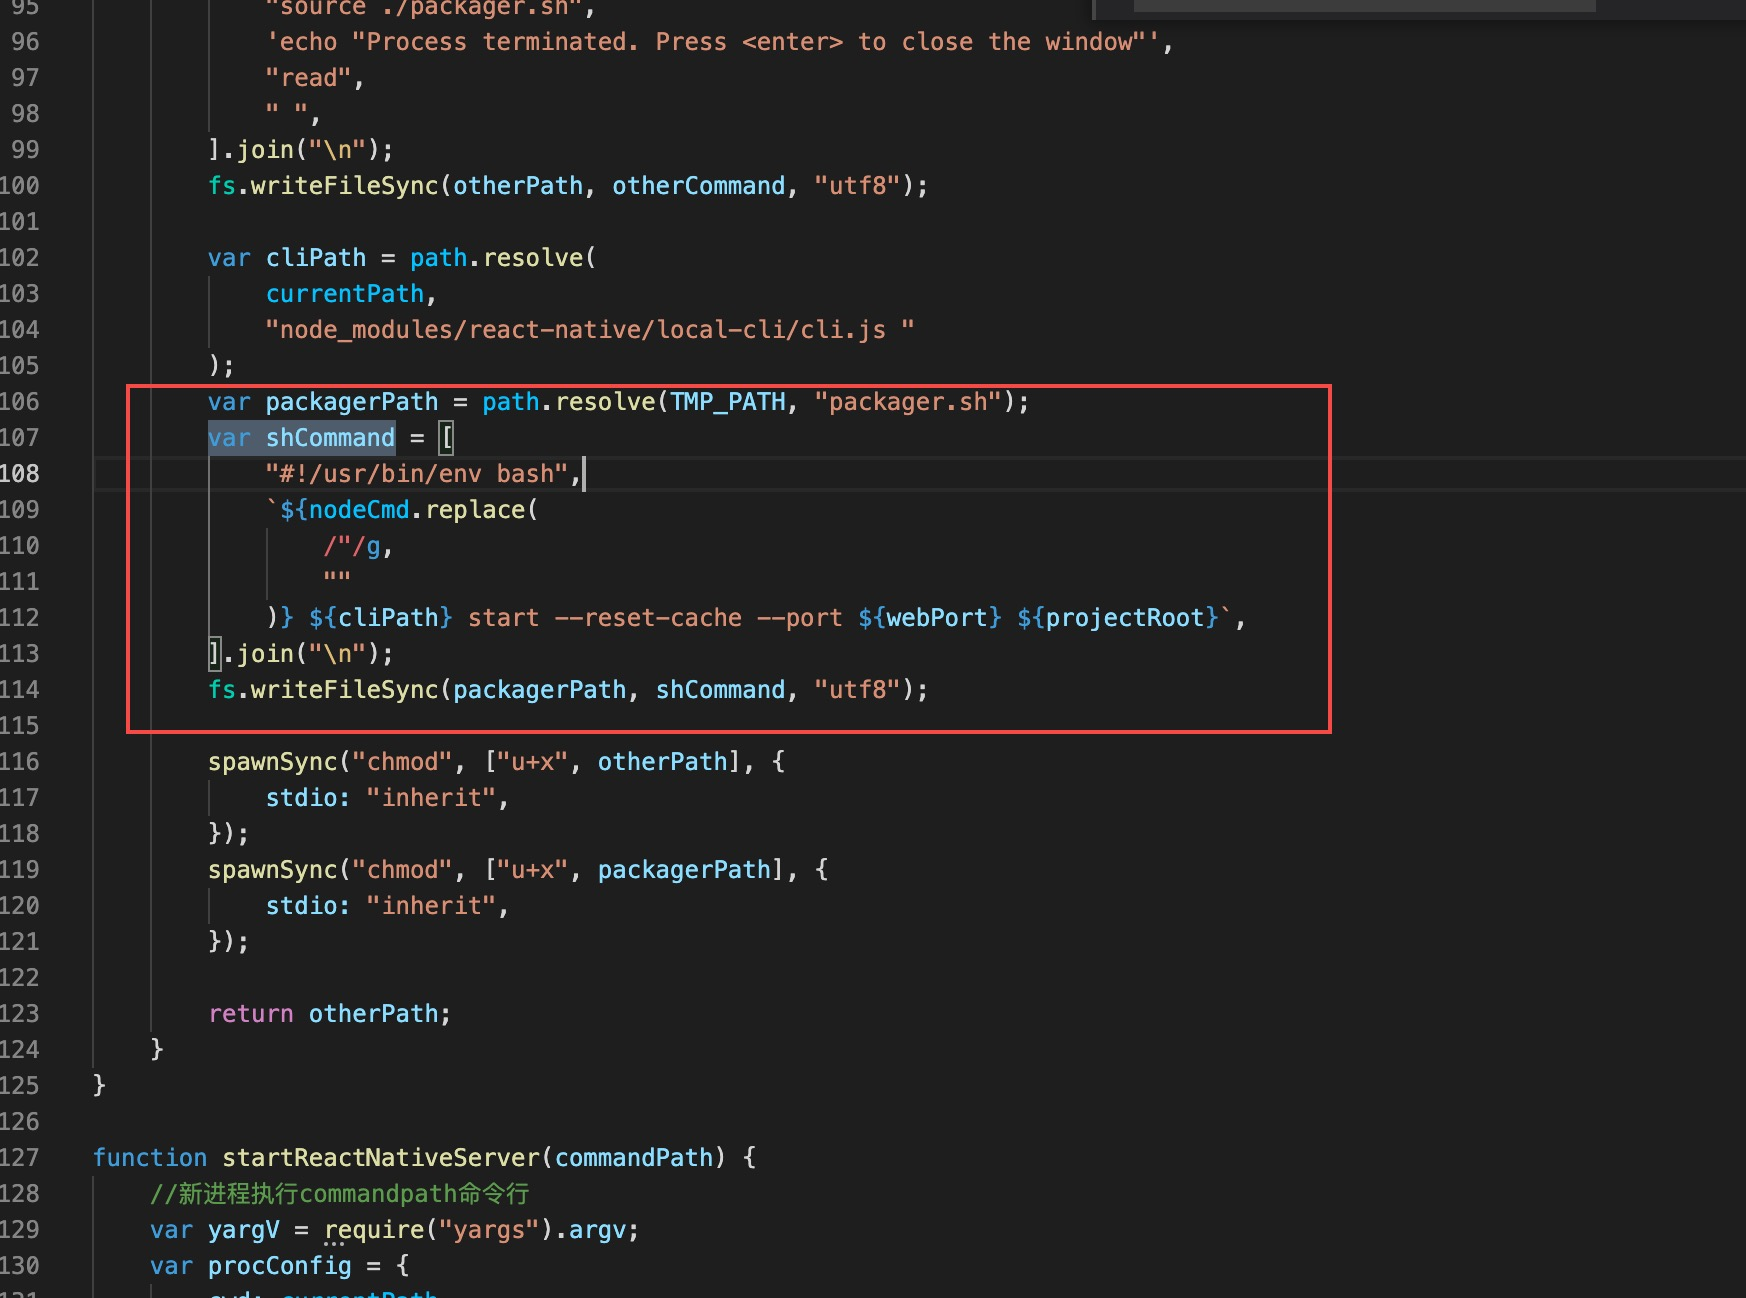 95 "source ./packager.sh",
96 'echo "Process terminated. Press <enter> to close the window"',
97 "read",
98 " ",
99 ].join("\n");
100 fs.writeFileSync(otherPath, otherCommand, "utf8");
101
102 var cliPath = path.resolve(
103 currentPath,
104 "node_modules/react-native/local-cli/cli.js "
105 );
106 var packagerPath = path.resolve(TMP_PATH, "packager.sh");
107 var shCommand = [
108 "#!/usr/bin/env bash",
109 `${nodeCmd.replace(
110 /"/g,
111 ""
112 )} ${cliPath} start --reset-cache --port ${webPort} ${projectRoot}`,
113 ].join("\n");
114 fs.writeFileSync(packagerPath, shCommand, "utf8");
115
116 spawnSync("chmod", ["u+x", otherPath], {
117 stdio: "inherit",
118 });
119 spawnSync("chmod", ["u+x", packagerPath], {
120 stdio: "inherit",
121 });
122
123 return otherPath;
124 }
125 }
126
127 function startReactNativeServer(commandPath) {
128 //新进程执行commandpath命令行
129 var yargV = require("yargs").argv;
130 var procConfig = {
131 cwd: currentPath